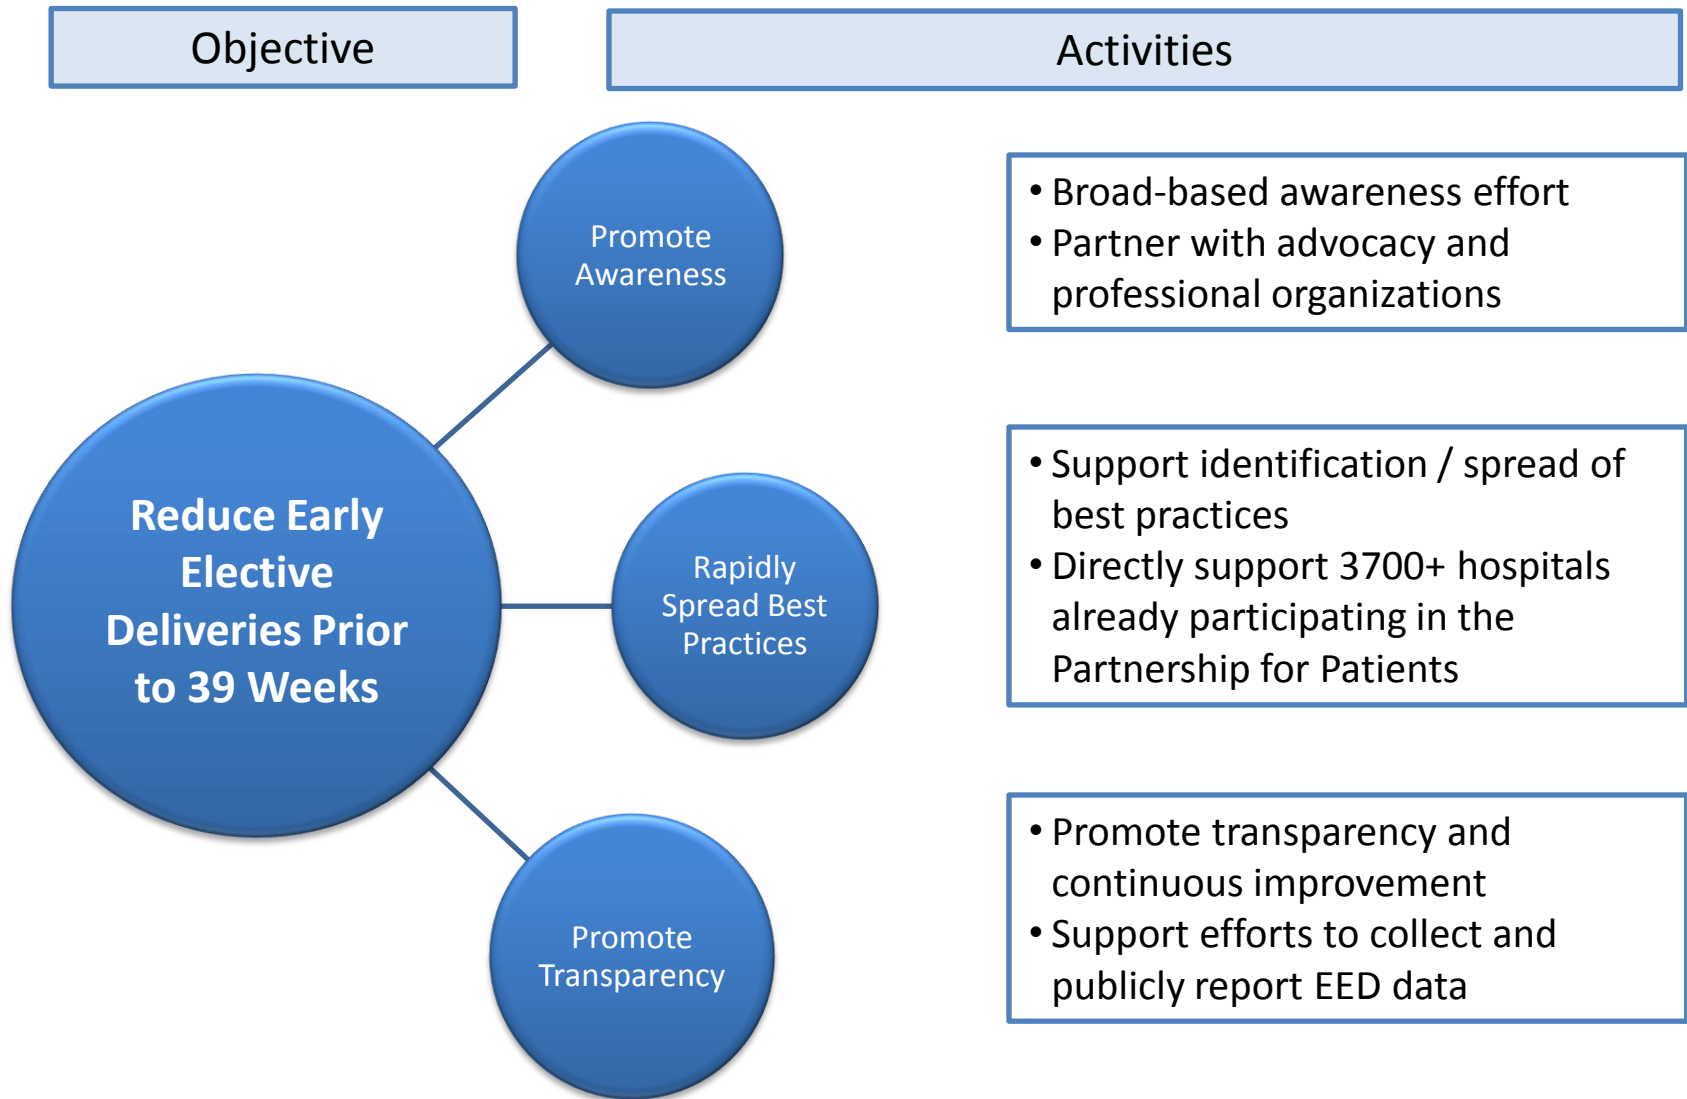 Objective
Activities
Promote
Awareness
• Broad-based awareness effort
• Partner with advocacy and
professional organizations
Reduce Early
Elective
Deliveries Prior
to 39 Weeks
Rapidly
Spread Best
Practices
• Support identification / spread of
best practices
• Directly support 3700+ hospitals
already participating in the
Partnership for Patients
Promote
Transparency
• Promote transparency and
continuous improvement
• Support efforts to collect and
publicly report EED data